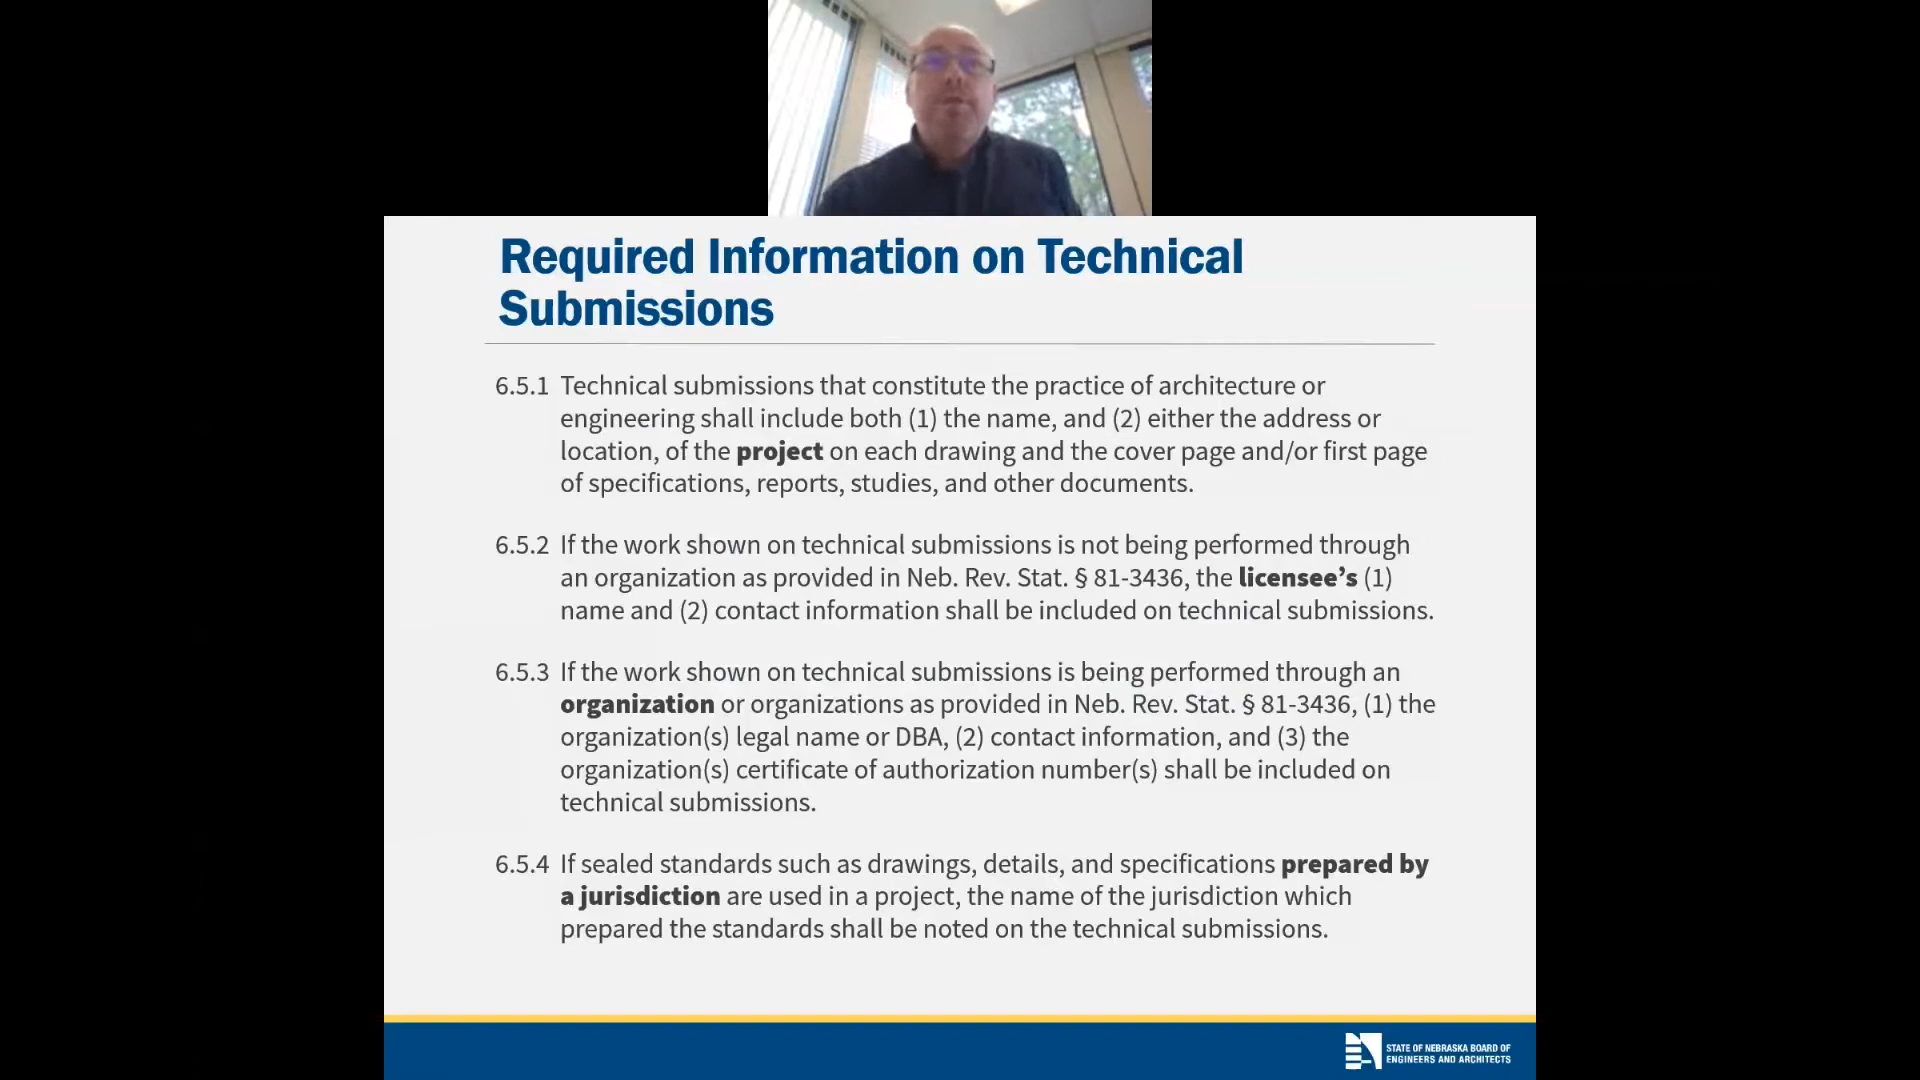 Required Information on Technical
Submissions
6.5.1 Technical submissions that constitute the practice of architecture or
engineering shall include both (1) the name, and (2) either the address or
location, of the project on each drawing and the cover page and/or first page
of specifications, reports, studies, and other documents.
6.5.2 If the work shown on technical submissions is not being performed through
an organization as provided in Neb. Rev. Stat. § 81-3436, the licensee’s (1)
name and (2) contact information shall be included on technical submissions.
6.5.3 If the work shown on technical submissions is being performed through an
organization or organizations as provided in Neb. Rev. Stat. § 81-3436, (1) the
organization(s) legal name or DBA, (2) contact information, and (3) the
organization(s) certificate of authorization number(s) shall be included on
technical submissions.
6.5.4 If sealed standards such as drawings, details, and specifications prepared by
a jurisdiction are used in a project, the name of the jurisdiction which
prepared the standards shall be noted on the technical submissions.
STATE OF NEBRASKA BOARD OF
ENGINEERS AND ARCHITECTS